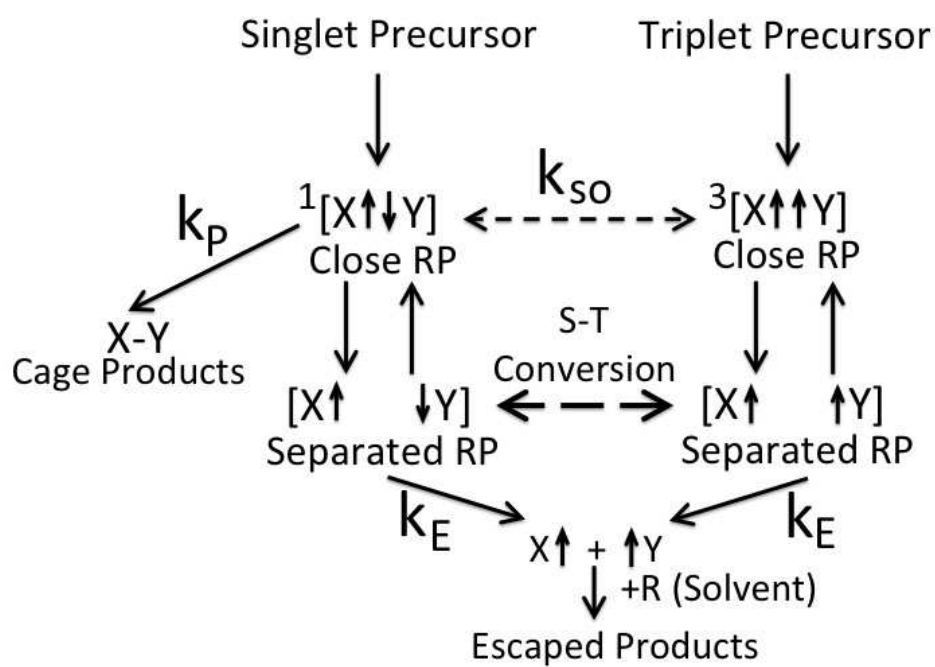 Singlet Precursor
Triplet Precursor
kP
1[X↑↓Y]
Close RP
kSO
3[X↑↑Y]
Close RP
X-Y
Cage Products
S-T
Conversion
[X↑ ↓Y]
Separated RP
[X↑ ↑Y]
Separated RP
kE
kE
X↑ + ↑Y
+R (Solvent)
Escaped Products